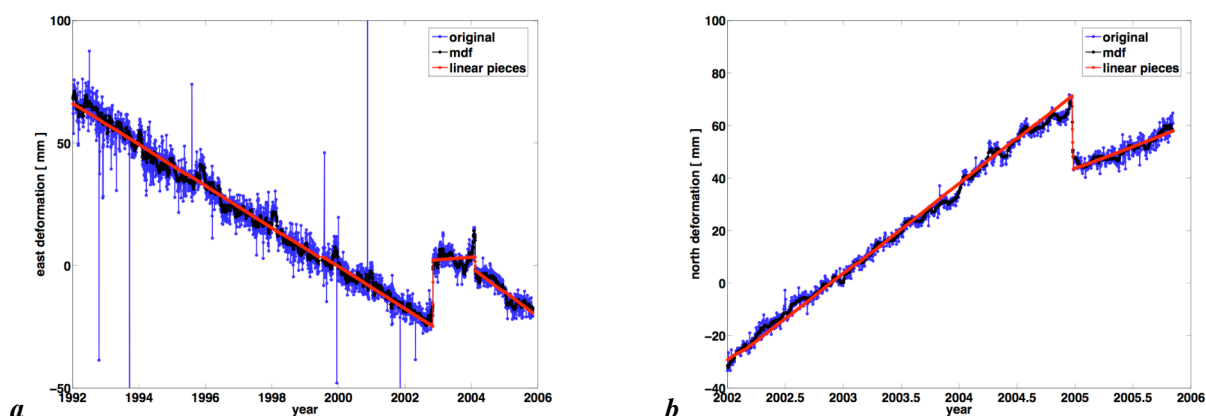 100
50
0
−50
east deformation [ mm ]
1992 1994 1996 1998 2000 2002 2004 2006
year
original
mdf
linear pieces
a
100
80
60
40
20
0
−20
−40
north deformation [ mm ]
2002 2002.5 2003 2003.5 2004 2004.5 2005 2005.5 2006
year
original
mdf
linear pieces
b